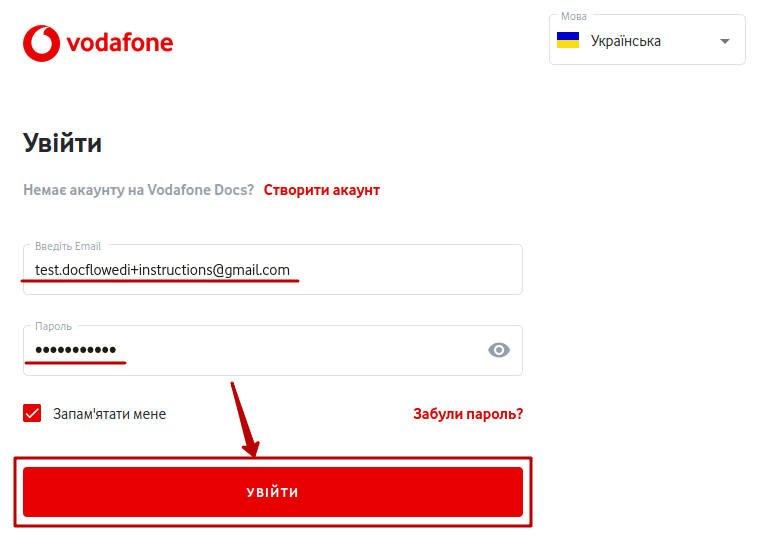 vodafone
Мова
Українська
Увійти
Немає акаунту на Vodafone Docs? Створити акаунт
Введіть Email
test.docflowedi+instructions@gmail.com
Пароль
•••••••••••
Запам'ятати мене
Забули пароль?
УВІЙТИ